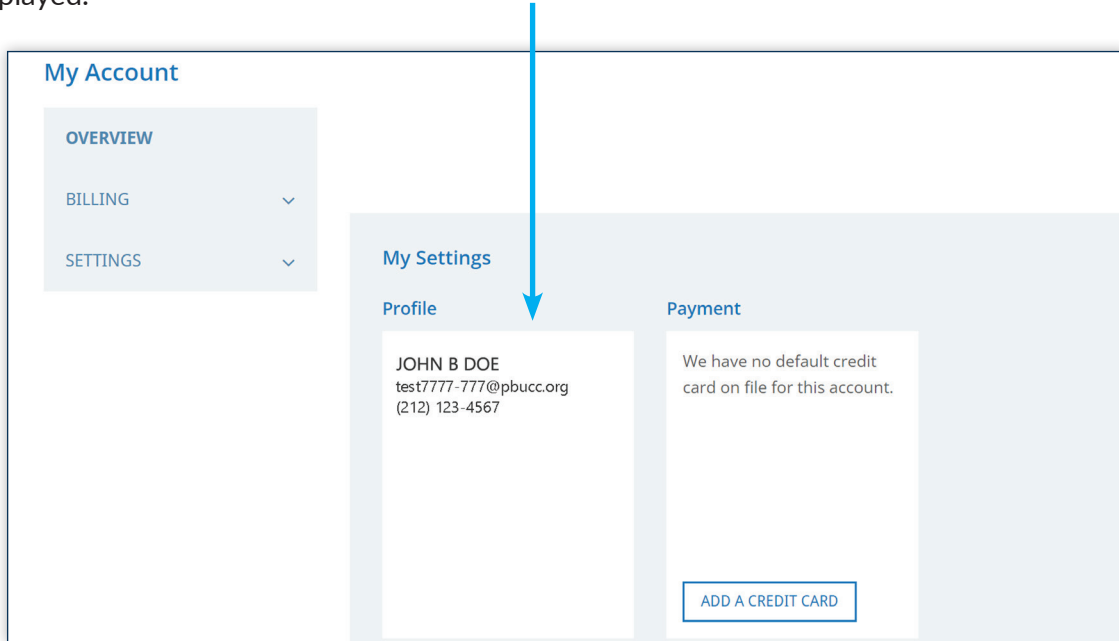 played.
My Account
OVERVIEW
BILLING
SETTINGS
My Settings
Profile
JOHN B DOE
test7777-777@pbucc.org
(212) 123-4567
Payment
We have no default credit
card on file for this account.
ADD A CREDIT CARD